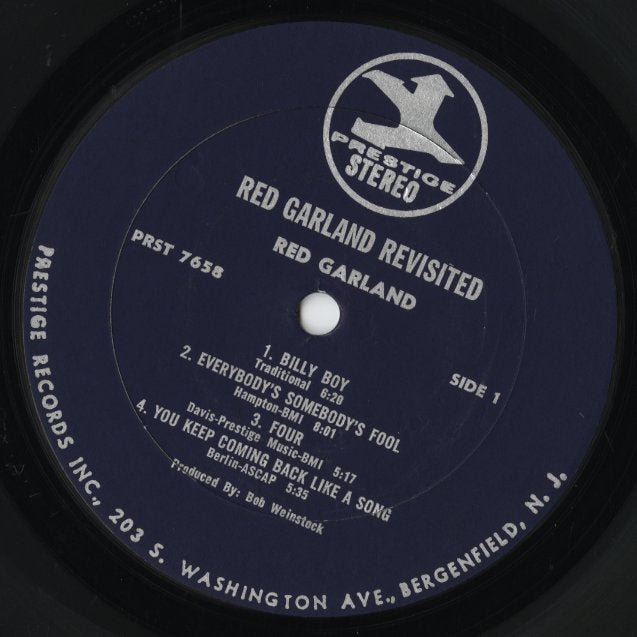 PRESTIGE
STEREO
RED GARLAND REVISITED
RED GARLAND
PRST 7658
SIDE 1
1. BILLY BOY
Traditional 6:20
2. EVERYBODY'S SOMEBODY'S FOOL
Hampton-BMI 8:01
3. FOUR
Davis-Prestige Music-BMI 5:17
4. YOU KEEP COMING BACK LIKE A SONG
Berlin-ASCAP 5:35
Produced By: Bob Weinstock
PRESTIGE RECORDS INC., 203 S. WASHINGTON AVE., BERGENFIELD, N. J.